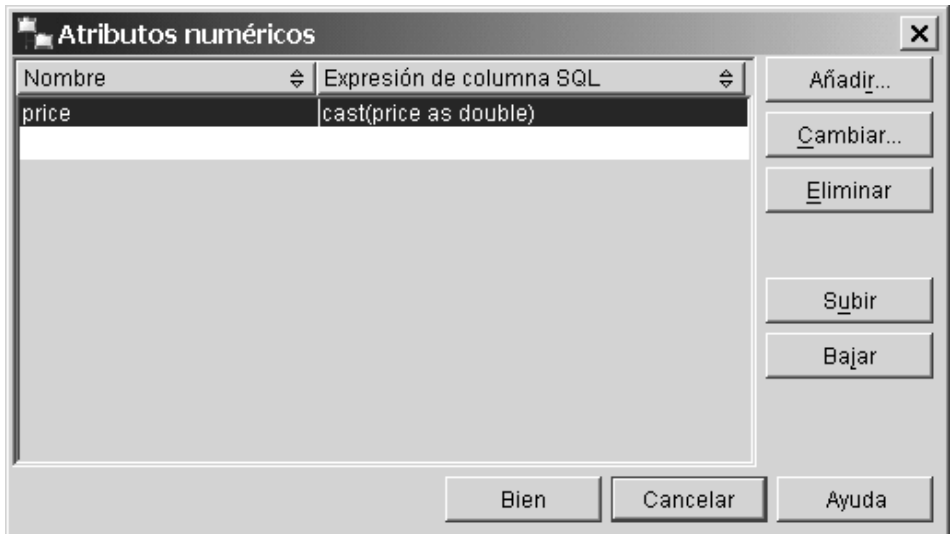 Atributos numéricos
Nombre Expresión de columna SQL
price cast(price as double)
Añadir...
Cambiar...
Eliminar
Subir
Bajar
Bien Cancelar Ayuda